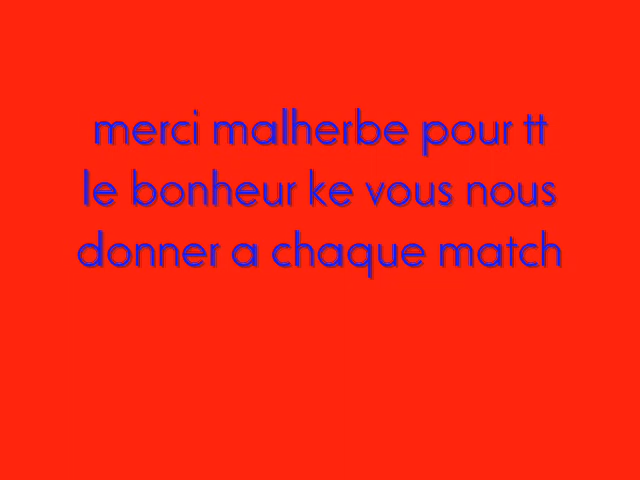 merci malherbe pour tt
le bonheur ke vous nous
donner a chaque match